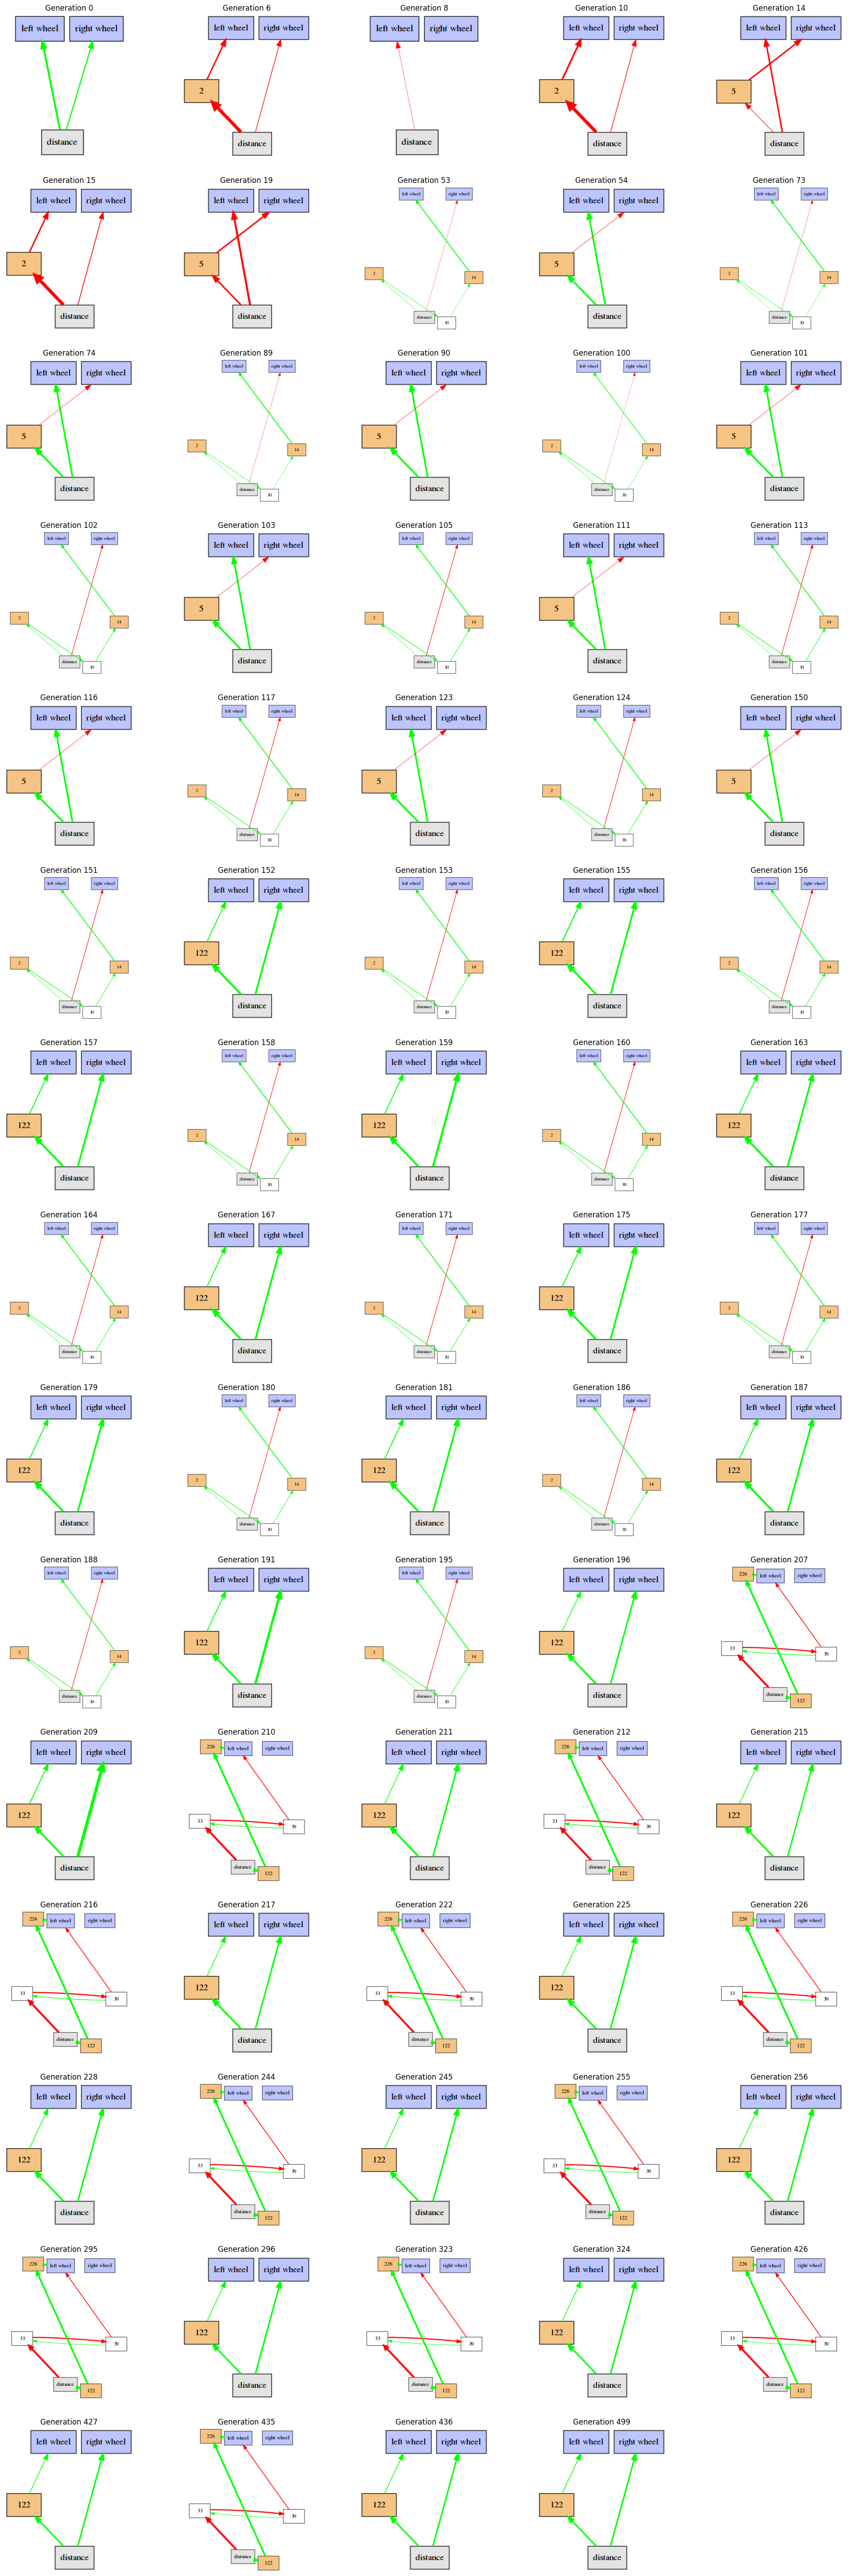 Generation 0
left wheel right wheel
distance
Generation 6
left wheel right wheel
2
distance
Generation 8
left wheel right wheel
distance
Generation 10
left wheel right wheel
2
distance
Generation 14
left wheel right wheel
5
distance
Generation 15
left wheel right wheel
2
distance
Generation 19
left wheel right wheel
5
distance
Generation 53
left wheel right wheel
2 14
distance
Generation 54
left wheel right wheel
5
distance
Generation 73
left wheel right wheel
2 14
distance
Generation 74
left wheel right wheel
5
distance
Generation 89
left wheel right wheel
2 14
distance
Generation 90
left wheel right wheel
5
distance
Generation 100
left wheel right wheel
2 14
distance
Generation 101
left wheel right wheel
5
distance
Generation 102
left wheel right wheel
2 14
distance
Generation 103
left wheel right wheel
5
distance
Generation 105
left wheel right wheel
2 14
distance
Generation 111
left wheel right wheel
5
distance
Generation 113
left wheel right wheel
2 14
distance
Generation 116
left wheel right wheel
5
distance
Generation 117
left wheel right wheel
2 14
distance
Generation 123
left wheel right wheel
5
distance
Generation 124
left wheel right wheel
2 14
distance
Generation 150
left wheel right wheel
5
distance
Generation 151
left wheel right wheel
2 14
distance
Generation 152
left wheel right wheel
122
distance
Generation 153
left wheel right wheel
2 14
distance
Generation 155
left wheel right wheel
122
distance
Generation 156
left wheel right wheel
2 14
distance
Generation 157
left wheel right wheel
122
distance
Generation 158
left wheel right wheel
2 14
distance
Generation 159
left wheel right wheel
122
distance
Generation 160
left wheel right wheel
2 14
distance
Generation 163
left wheel right wheel
122
distance
Generation 164
left wheel right wheel
2 14
distance
Generation 167
left wheel right wheel
122
distance
Generation 171
left wheel right wheel
2 14
distance
Generation 175
left wheel right wheel
122
distance
Generation 177
left wheel right wheel
2 14
distance
Generation 179
left wheel right wheel
122
distance
Generation 180
left wheel right wheel
2 14
distance
Generation 181
left wheel right wheel
122
distance
Generation 186
left wheel right wheel
2 14
distance
Generation 187
left wheel right wheel
122
distance
Generation 188
left wheel right wheel
2 14
distance
Generation 191
left wheel right wheel
122
distance
Generation 195
left wheel right wheel
2 14
distance
Generation 196
left wheel right wheel
122
distance
Generation 207
226 left wheel right wheel
33 39
distance 122
Generation 209
left wheel right wheel
122
distance
Generation 210
226 left wheel right wheel
33 39
distance 122
Generation 211
left wheel right wheel
122
distance
Generation 212
226 left wheel right wheel
33 39
distance 122
Generation 215
left wheel right wheel
122
distance
Generation 216
226 left wheel right wheel
33 39
distance 122
Generation 217
left wheel right wheel
122
distance
Generation 222
226 left wheel right wheel
33 39
distance 122
Generation 225
left wheel right wheel
122
distance
Generation 226
226 left wheel right wheel
33 39
distance 122
Generation 228
left wheel right wheel
122
distance
Generation 244
226 left wheel right wheel
33 39
distance 122
Generation 245
left wheel right wheel
122
distance
Generation 255
226 left wheel right wheel
33 39
distance 122
Generation 256
left wheel right wheel
122
distance
Generation 295
226 left wheel right wheel
33 39
distance 122
Generation 296
left wheel right wheel
122
distance
Generation 323
226 left wheel right wheel
33 39
distance 122
Generation 324
left wheel right wheel
122
distance
Generation 426
226 left wheel right wheel
33 39
distance 122
Generation 427
left wheel right wheel
122
distance
Generation 435
226 left wheel right wheel
33 39
distance 122
Generation 436
left wheel right wheel
122
distance
Generation 499
left wheel right wheel
122
distance